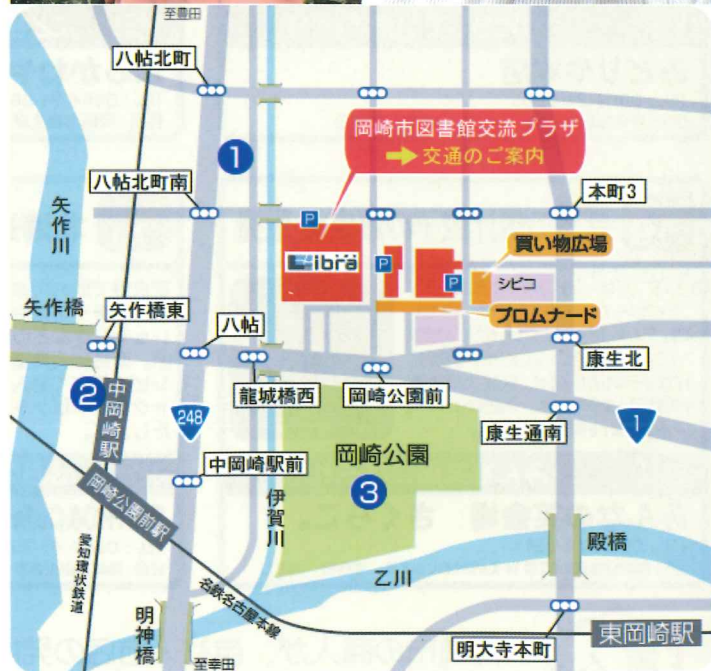 至豊田
八帖北町
1
岡崎市図書館交流プラザ
➡ 交通のご案内
八帖北町南
本町3
矢作川
P
買い物広場
Libra
P
P
シビコ
矢作橋
矢作橋東
八帖
プロムナード
康生北
龍城橋西
岡崎公園前
2
中岡崎駅
248
康生通南
1
岡崎公園
中岡崎駅前
3
岡崎公園前駅
伊賀川
殿橋
愛知環状鉄道
乙川
名鉄名古屋本線
明神橋
東岡崎駅
明大寺本町
至幸田